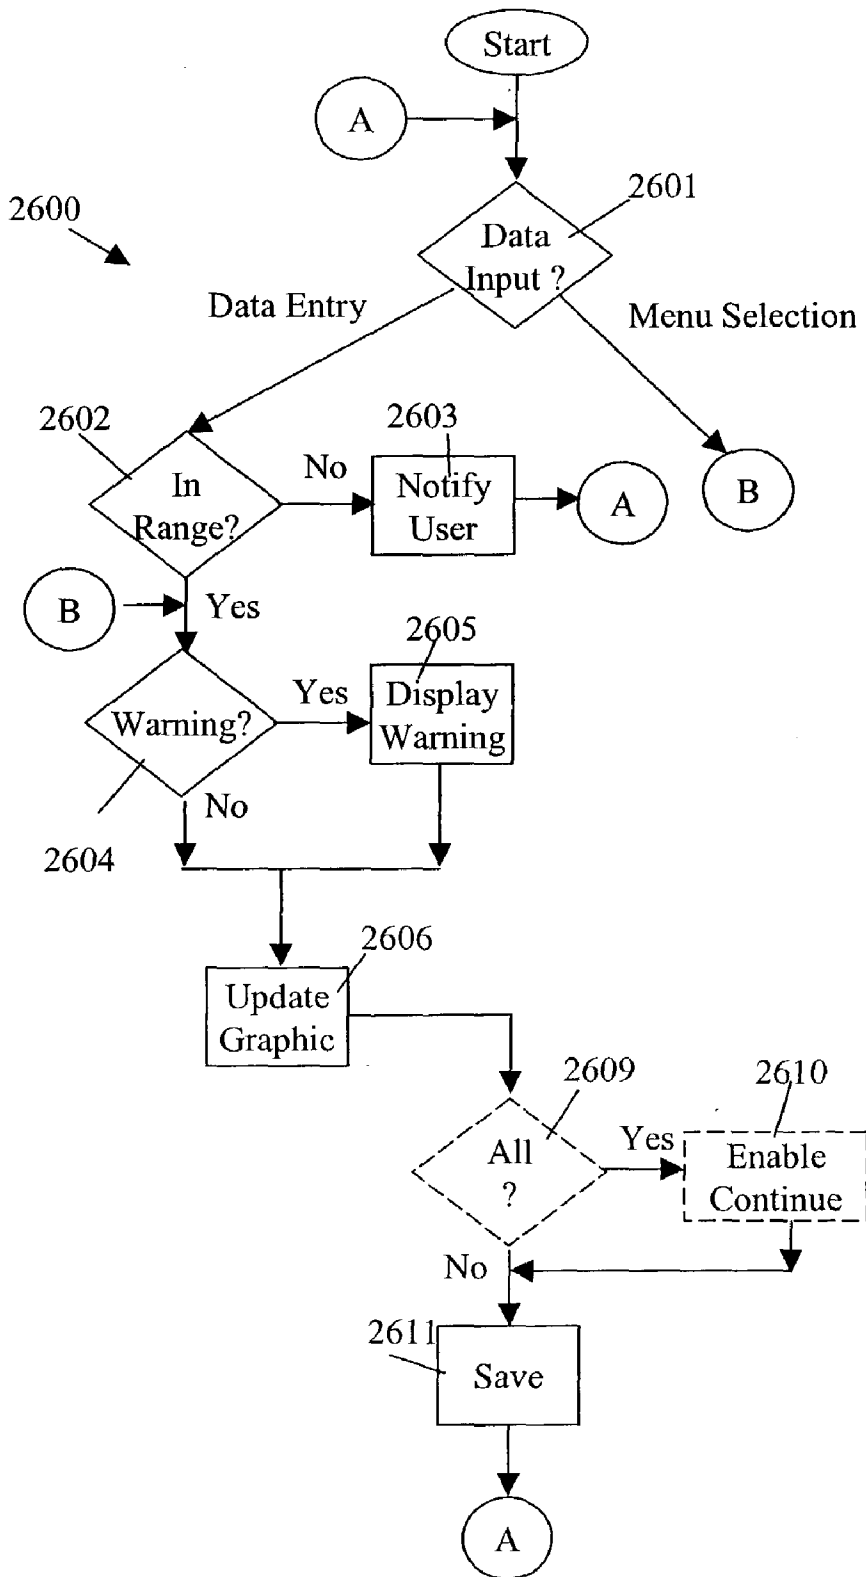 Start
A
2601
2600
Data
Input ?
Data Entry
Menu Selection
2602
2603
In
Range?
No
Notify
User
A
B
B
Yes
2605
Warning?
Yes
Display
Warning
No
2604
2606
Update
Graphic
2609
2610
All
?
Yes
Enable
Continue
No
2611
Save
A